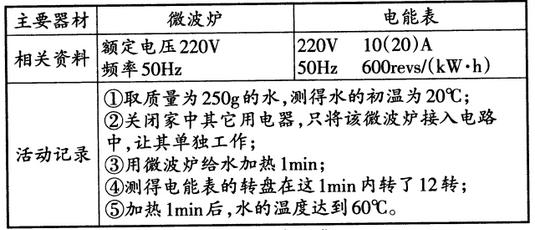 主要器材 微波炉 电能表
相关资料 额定电压220V 频率50Hz 220V 10(20)A 50Hz 600revs/(kW·h)
活动记录
①取质量为250g的水,测得水的初温为20℃;
②关闭家中其它用电器,只将该微波炉接入电路
中,让其单独工作;
③用微波炉给水加热1min;
④测得电能表的转盘在这1min内转了12转;
⑤加热1min后,水的温度达到60℃。